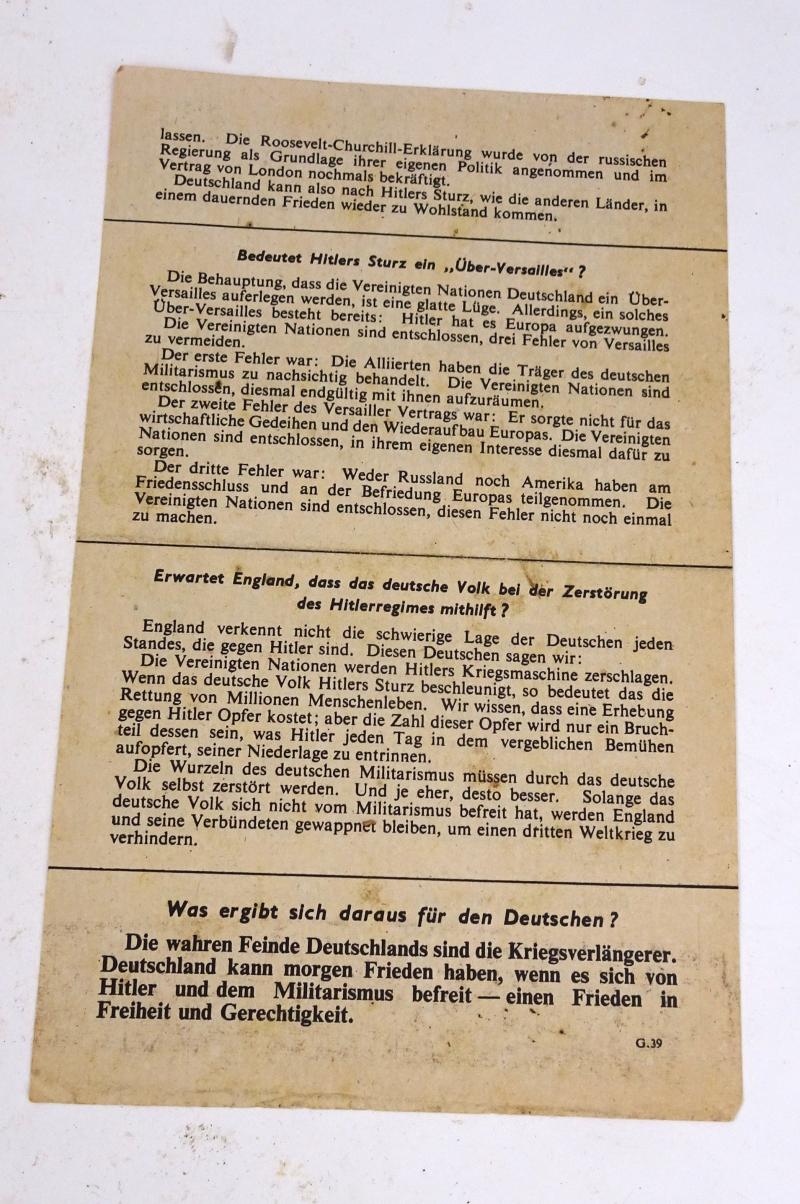 lassen. Die Roosevelt-Churchill-Erklärung wurde von der russischen
Regierung als Grundlage ihrer eigenen Politik angenommen und im
Vertrag von London nochmals bekräftigt.
Deutschland kann also nach Hitlers Sturz, wie die anderen Länder, in
einem dauernden Frieden wieder zu Wohlstand kommen.
Bedeutet Hitlers Sturz ein „Über-Versailles“ ?
Die Behauptung, dass die Vereinigten Nationen Deutschland ein Über-
Versailles auferlegen werden, ist eine glatte Lüge. Allerdings, ein solches
Über-Versailles besteht bereits: Hitler hat es Europa aufgezwungen.
Die Vereinigten Nationen sind entschlossen, drei Fehler von Versailles
zu vermeiden.
Der erste Fehler war: Die Alliierten haben die Träger des deutschen
Militarismus zu nachsichtig behandelt. Die Vereinigten Nationen sind
entschlossen, diesmal endgültig mit ihnen aufzuräumen.
Der zweite Fehler des Versailler Vertrags war: Er sorgte nicht für das
wirtschaftliche Gedeihen und den Wiederaufbau Europas. Die Vereinigten
Nationen sind entschlossen, in ihrem eigenen Interesse diesmal dafür zu
sorgen.
Der dritte Fehler war: Weder Russland noch Amerika haben am
Friedensschluss und an der Befriedung Europas teilgenommen. Die
Vereinigten Nationen sind entschlossen, diesen Fehler nicht noch einmal
zu machen.
Erwartet England, dass das deutsche Volk bei der Zerstörung
des Hitlerregimes mithilft ?
England verkennt nicht die schwierige Lage der Deutschen jeden
Standes, die gegen Hitler sind. Diesen Deutschen sagen wir:
Die Vereinigten Nationen werden Hitlers Kriegsmaschine zerschlagen.
Wenn das deutsche Volk Hitlers Sturz beschleunigt, so bedeutet das die
Rettung von Millionen Menschenleben. Wir wissen, dass eine Erhebung
gegen Hitler Opfer kostet; aber die Zahl dieser Opfer wird nur ein Bruch-
teil dessen sein, was Hitler jeden Tag in dem vergeblichen Bemühen
aufopfert, seiner Niederlage zu entrinnen.
Die Wurzeln des deutschen Militarismus müssen durch das deutsche
Volk selbst zerstört werden. Und je eher, desto besser. Solange das
deutsche Volk sich nicht vom Militarismus befreit hat, werden England
und seine Verbündeten gewappnet bleiben, um einen dritten Weltkrieg zu
verhindern.
Was ergibt sich daraus für den Deutschen ?
Die wahren Feinde Deutschlands sind die Kriegsverlängerer.
Deutschland kann morgen Frieden haben, wenn es sich von
Hitler und dem Militarismus befreit — einen Frieden in
Freiheit und Gerechtigkeit.
G.39